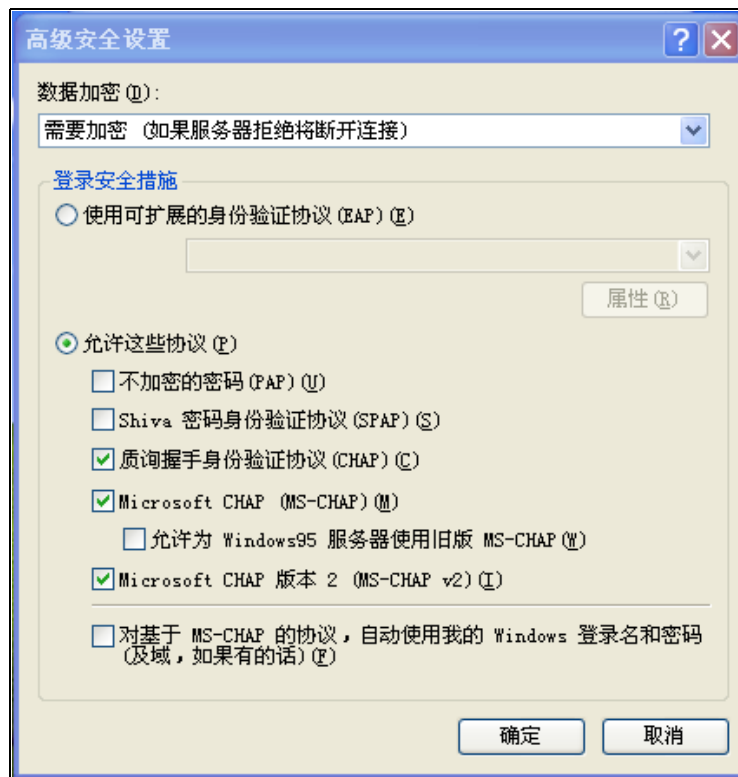 高级安全设置
数据加密(D):
需要加密 (如果服务器拒绝将断开连接)
登录安全措施
使用可扩展的身份验证协议(EAP)(E)
属性(R)
允许这些协议(P)
不加密的密码(PAP)(U)
Shiva 密码身份验证协议(SPAP)(S)
质询握手身份验证协议(CHAP)(C)
Microsoft CHAP (MS-CHAP)(M)
允许为 Windows95 服务器使用旧版 MS-CHAP(W)
Microsoft CHAP 版本 2 (MS-CHAP v2)(I)
对基于 MS-CHAP 的协议，自动使用我的 Windows 登录名和密码
(及域，如果有的话)(F)
确定 取消